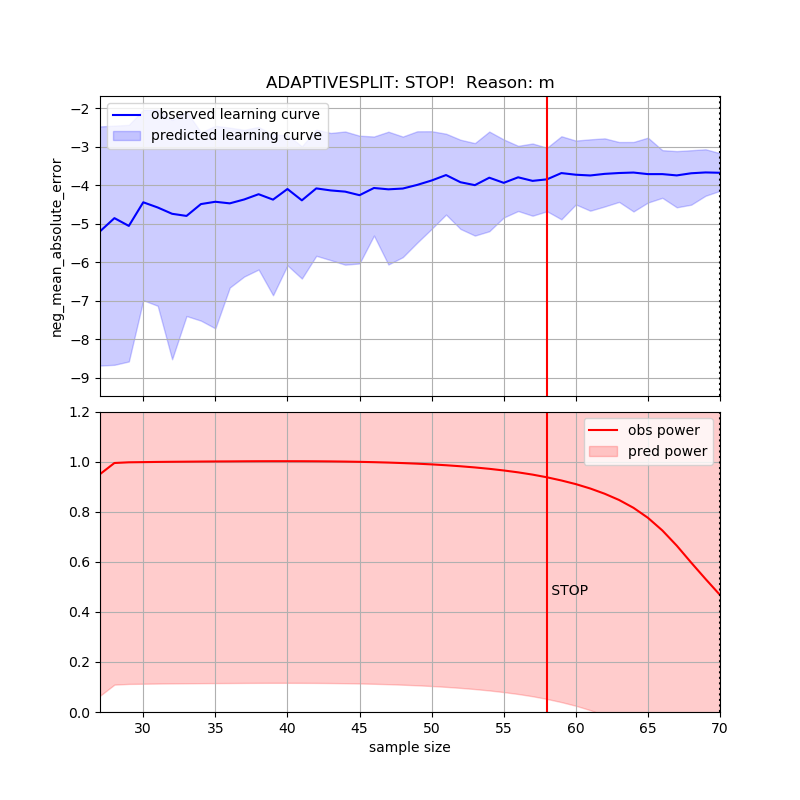 ADAPTIVESPLIT: STOP!  Reason: m
observed learning curve
predicted learning curve
neg_mean_absolute_error
−2
−3
−4
−5
−6
−7
−8
−9
obs power
pred power
1.2
1.0
0.8
0.6
0.4
0.2
0.0
STOP
30 35 40 45 50 55 60 65 70
sample size